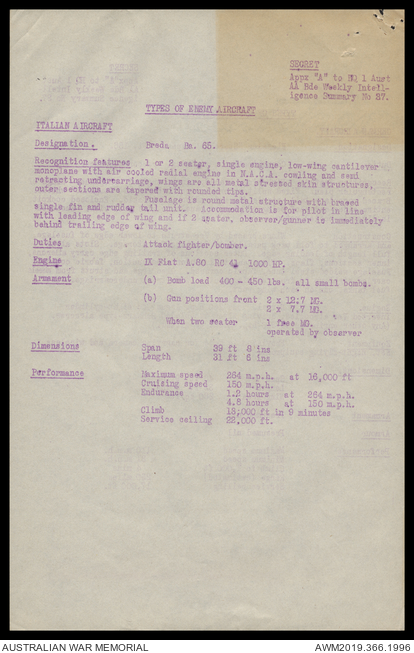 SECRET
Appx "A" to No 1 Aust
AA Bde Weekly Intell-
igence Summary No 37.
TYPES OF ENEMY AIRCRAFT
ITALIAN AIRCRAFT
Designation. Breda Ba. 65.
Recognition features 1 or 2 seater, single engine, low-wing cantilever
monoplane with air cooled radial engine in N.A.C.A. cowling and semi
retracting undercarriage, wings are all metal stressed skin structures,
outer sections are tapered with rounded tips.
Fuselage is round metal structure with braced
single fin and rudder tail unit. Accommodation is for pilot in line
with leading edge of wing and if 2 seater, observer/gunner is immediately
behind trailing edge of wing.
Duties Attack fighter/bomber.
Engine IX Fiat A.80 RC 41 1000 HP.
Armament (a) Bomb load 400 - 450 lbs. all small bombs.
(b) Gun positions front 2 x 12.7 MG.
2 x 7.7 MG.
When two seater 1 free MG.
operated by observer
Dimensions Span 39 ft 8 ins
Length 31 ft 6 ins
Performance Maximum speed 264 m.p.h. at 16,000 ft
Cruising speed 150 m.p.h.
Endurance 1.2 hours at 264 m.p.h.
4.8 hours at 150 m.p.h.
Climb 18,000 ft in 9 minutes
Service ceiling 22,000 ft.
AUSTRALIAN WAR MEMORIAL
AWM2019.366.1996